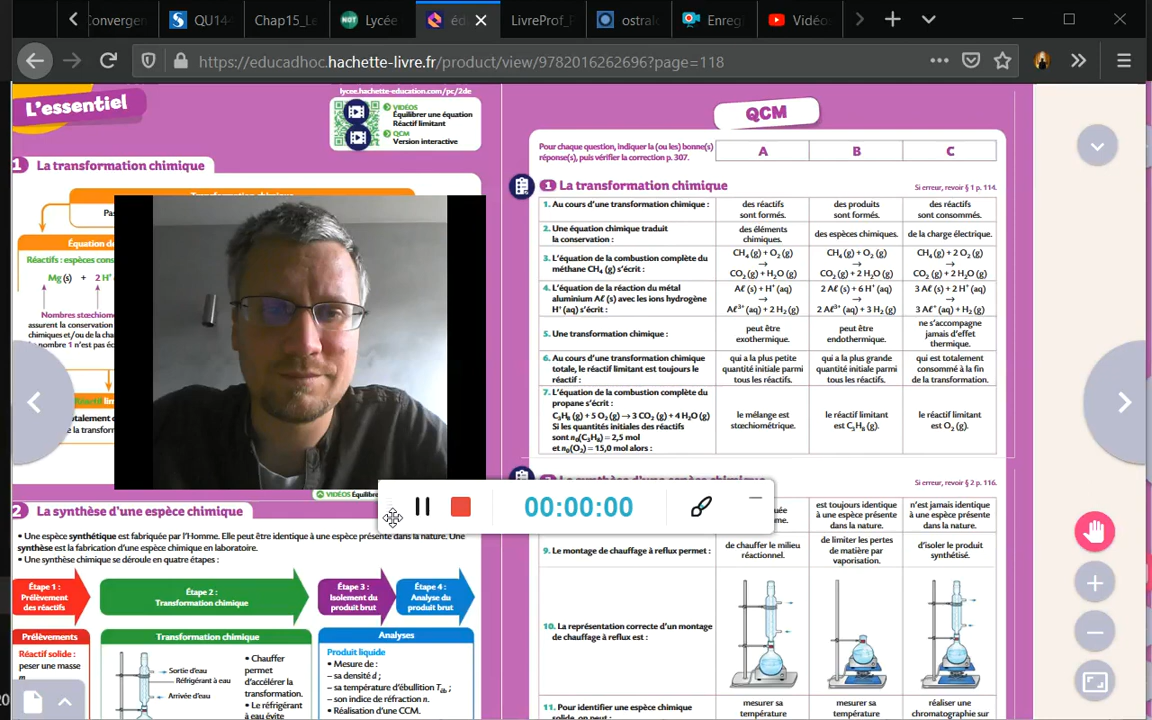 Convergen
QU14
Chap15_Le
Lycée
éd
LivreProf_P
ostral
Enreg
Vidéo
https://educadhoc.hachette-livre.fr/product/view/9782016262696?page=118
L'essentiel
lycee.hachette-education.com/pc/2de
VIDÉOS
Équilibrer une équation
Réactif limitant
QCM
Version interactive
1 La transformation chimique
Pas
Équation de
Réactifs : espèces cons
Mg (s) + 2 H⁺
Nombres stœchiom
assurent la conservation
chimiques et/ou de la cha
nombre 1 n'est pas éc
totalement c
la transfor
VIDÉOS Équilibre
2 La synthèse d'une espèce chimique
• Une espèce synthétique est fabriquée par l'Homme. Elle peut être identique à une espèce présente dans la nature. Une
synthèse est la fabrication d'une espèce chimique en laboratoire.
• Une synthèse chimique se déroule en quatre étapes :
Étape 1 :
Prélèvement
des réactifs
Étape 2 :
Transformation chimique
Étape 3 :
Isolement du
produit brut
Étape 4 :
Analyse du
produit brut
Prélèvements
Réactif solide :
peser une masse
m
Transformation chimique
Sortie d'eau
Réfrigérant à eau
Arrivée d'eau
• Chauffer
permet
d'accélérer la
transformation.
• Le réfrigérant
à eau évite
Analyses
Produit liquide
• Mesure de :
– sa densité d ;
– sa température d'ébullition Téb ;
– son indice de réfraction n.
• Réalisation d'une CCM.
QCM
Pour chaque question, indiquer la (ou les) bonne(s)
réponse(s), puis vérifier la correction p. 307.
A B C
1 La transformation chimique
Si erreur, revoir § 1 p. 114.
1. Au cours d'une transformation chimique :
des réactifs
sont formés.
des produits
sont formés.
des réactifs
sont consommés.
2. Une équation chimique traduit
la conservation :
des éléments
chimiques.
des espèces chimiques.
de la charge électrique.
3. L'équation de la combustion complète du
méthane CH₄ (g) s'écrit :
CH₄ (g) + O₂ (g)
→
CO₂ (g) + H₂O (g)
CH₄ (g) + O₂ (g)
→
CO₂ (g) + 2 H₂O (g)
CH₄ (g) + 2 O₂ (g)
→
CO₂ (g) + 2 H₂O (g)
4. L'équation de la réaction du métal
aluminium Aℓ (s) avec les ions hydrogène
H⁺ (aq) s'écrit :
Aℓ (s) + H⁺ (aq)
→
Aℓ³⁺ (aq) + 2 H₂ (g)
2 Aℓ (s) + 6 H⁺ (aq)
→
2 Aℓ³⁺ (aq) + 3 H₂ (g)
3 Aℓ (s) + 2 H⁺ (aq)
→
3 Aℓ⁺ (aq) + H₂ (g)
5. Une transformation chimique :
peut être
exothermique.
peut être
endothermique.
ne s'accompagne
jamais d'effet
thermique.
6. Au cours d'une transformation chimique
totale, le réactif limitant est toujours le
réactif :
qui a la plus petite
quantité initiale parmi
tous les réactifs.
qui a la plus grande
quantité initiale parmi
tous les réactifs.
qui est totalement
consommé à la fin
de la transformation.
7. L'équation de la combustion complète du
propane s'écrit :
C₃H₈ (g) + 5 O₂ (g) → 3 CO₂ (g) + 4 H₂O (g)
Si les quantités initiales des réactifs
sont n₀(C₃H₈) = 2,5 mol
et n₀(O₂) = 15,0 mol alors :
le mélange est
stœchiométrique.
le réactif limitant
est C₃H₈ (g).
le réactif limitant
est O₂ (g).
Si erreur, revoir § 2 p. 116.
00:00:00
est toujours identique
à une espèce présente
dans la nature.
n'est jamais identique
à une espèce présente
dans la nature.
9. Le montage de chauffage à reflux permet :
de chauffer le milieu
réactionnel.
de limiter les pertes
de matière par
vaporisation.
d'isoler le produit
synthétisé.
10. La représentation correcte d'un montage
de chauffage à reflux est :
11. Pour identifier une espèce chimique
solide, on peut :
mesurer sa
température
mesurer sa
température
réaliser une
chromatographie sur